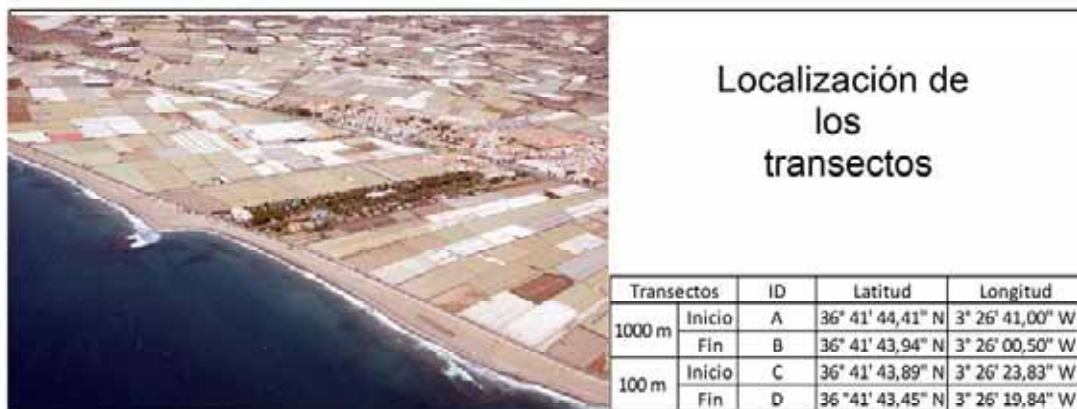 Localización de
los
transectos
Transectos ID Latitud Longitud
1000 m Inicio A 36° 41' 44,41" N 3° 26' 41,00" W
Fin B 36° 41' 43,94" N 3° 26' 00,50" W
100 m Inicio C 36° 41' 43,89" N 3° 26' 23,83" W
Fin D 36 °41' 43,45" N 3° 26' 19,84" W